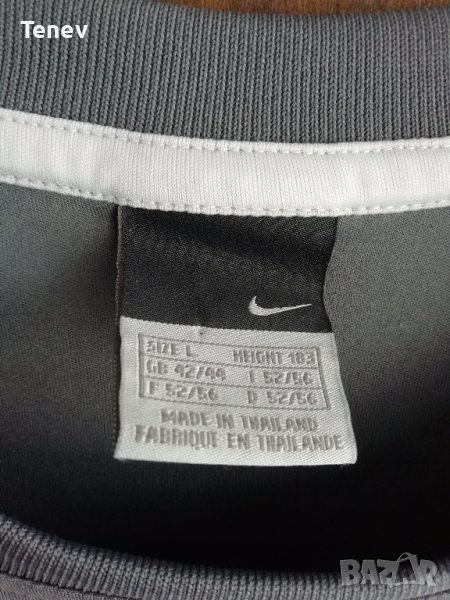 Tenev
SIZE L HEIGHT 183
GB 42/44 I 52/56
F 52/56 D 52/56
MADE IN THAILAND
FABRIQUE EN THAILANDE
BAZAR